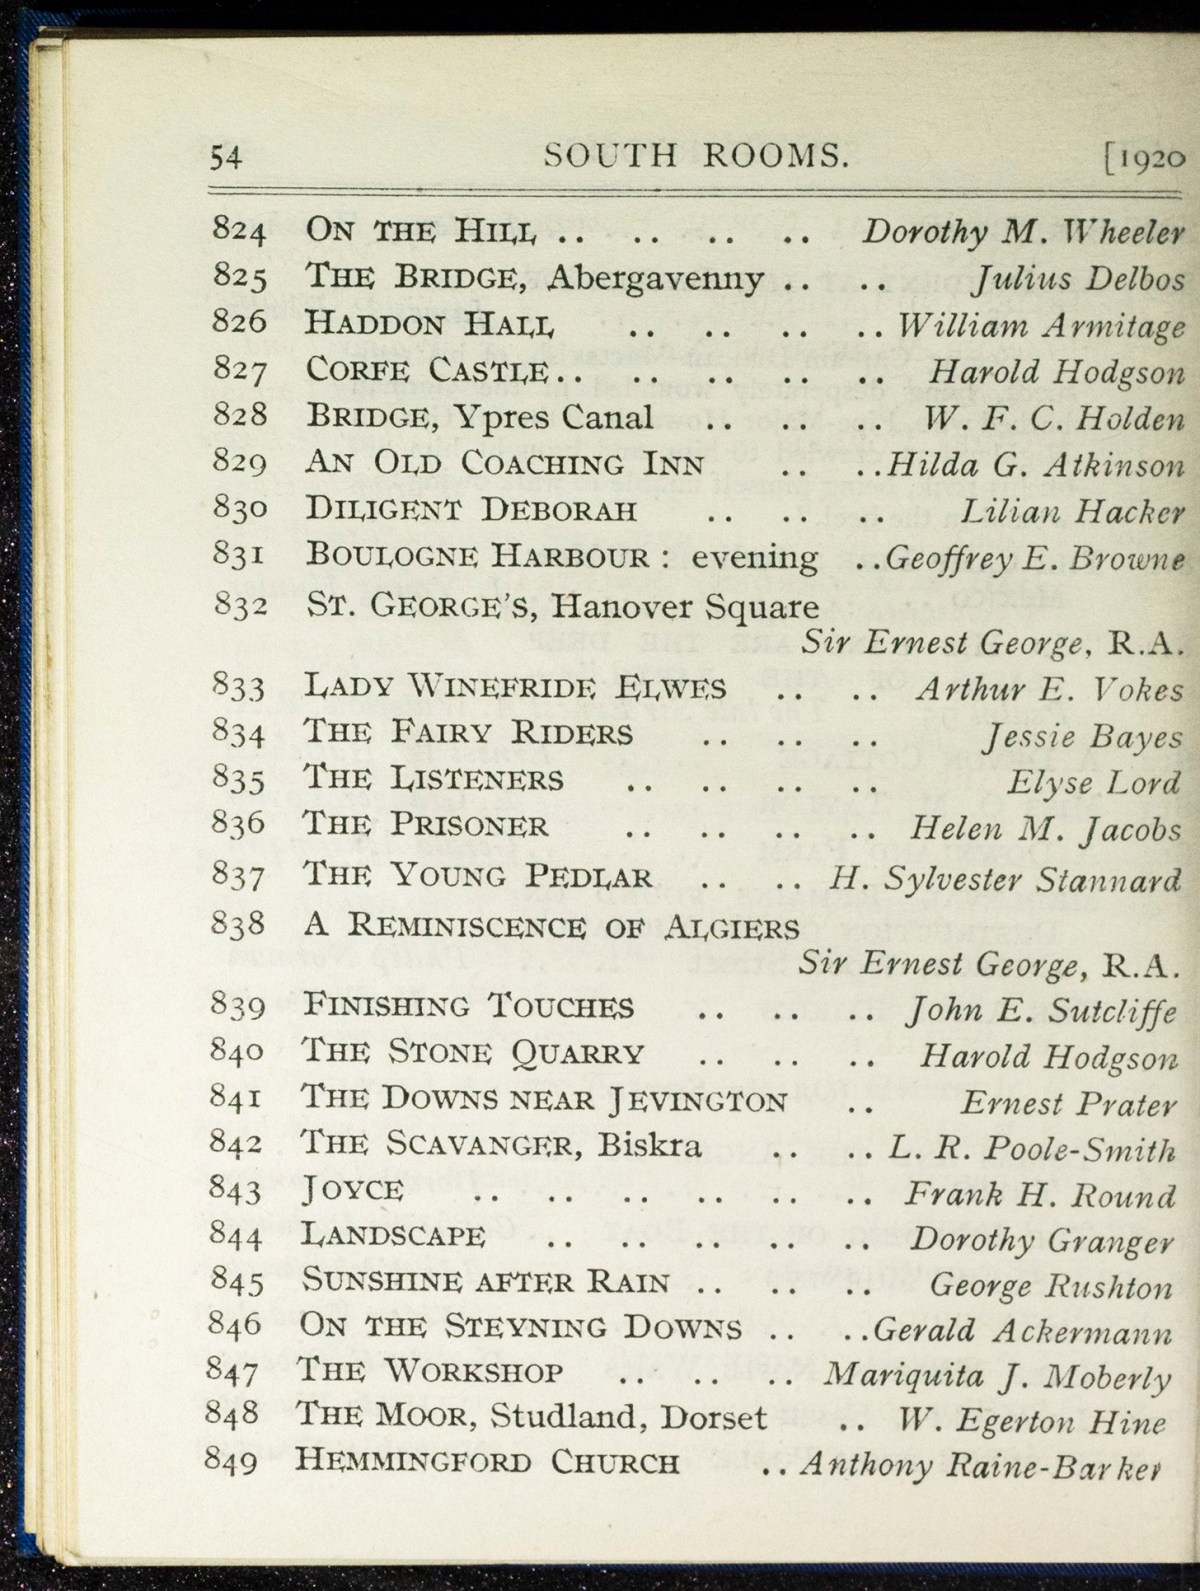 54 SOUTH ROOMS. [1920
824 ON THE HILL .. .. .. .. Dorothy M. Wheeler
825 THE BRIDGE, Abergavenny .. .. Julius Delbos
826 HADDON HALL .. .. .. .. William Armitage
827 CORFE CASTLE .. .. .. .. .. Harold Hodgson
828 BRIDGE, Ypres Canal .. .. .. W. F. C. Holden
829 AN OLD COACHING INN .. .. Hilda G. Atkinson
830 DILIGENT DEBORAH .. .. .. Lilian Hacker
831 BOULOGNE HARBOUR : evening .. Geoffrey E. Browne
832 ST. GEORGE'S, Hanover Square
Sir Ernest George, R.A.
833 LADY WINEFRIDE ELWES .. .. Arthur E. Vokes
834 THE FAIRY RIDERS .. .. .. Jessie Bayes
835 THE LISTENERS .. .. .. .. Elyse Lord
836 THE PRISONER .. .. .. .. Helen M. Jacobs
837 THE YOUNG PEDLAR .. .. H. Sylvester Stannard
838 A REMINISCENCE OF ALGIERS
Sir Ernest George, R.A.
839 FINISHING TOUCHES .. .. .. John E. Sutcliffe
840 THE STONE QUARRY .. .. .. Harold Hodgson
841 THE DOWNS NEAR JEVINGTON .. Ernest Prater
842 THE SCAVANGER, Biskra .. .. L. R. Poole-Smith
843 JOYCE .. .. .. .. .. .. Frank H. Round
844 LANDSCAPE .. .. .. .. .. Dorothy Granger
845 SUNSHINE AFTER RAIN .. .. .. George Rushton
846 ON THE STEYNING DOWNS .. .. Gerald Ackermann
847 THE WORKSHOP .. .. .. Mariquita J. Moberly
848 THE MOOR, Studland, Dorset .. W. Egerton Hine
849 HEMMINGFORD CHURCH .. Anthony Raine-Barker